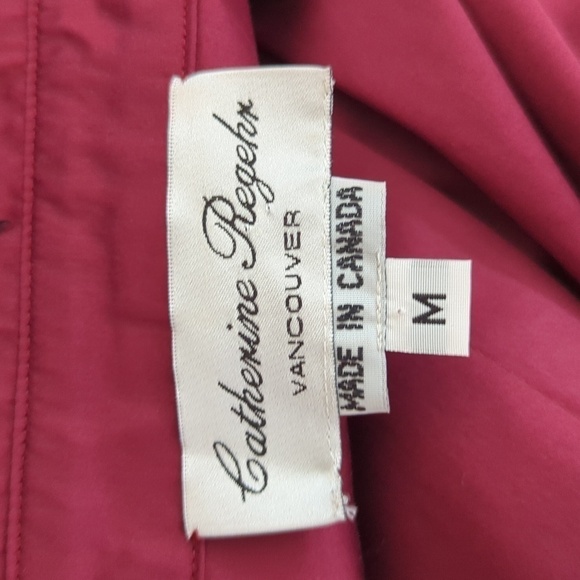 Catherine Regehr
VANCOUVER
MADE IN CANADA
M